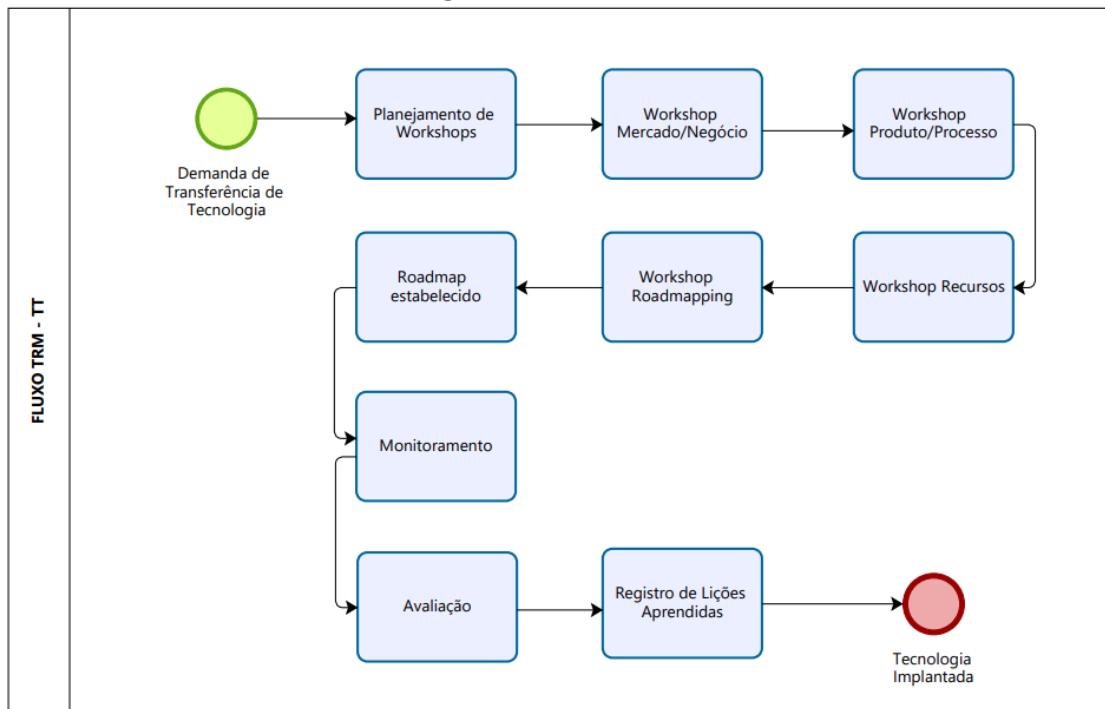 FLUXO TRM - TT
Demanda de
Transferência de
Tecnologia
Planejamento de
Workshops
Workshop
Mercado/Negócio
Workshop
Produto/Processo
Workshop Recursos
Workshop
Roadmapping
Roadmap
estabelecido
Monitoramento
Avaliação
Registro de Lições
Aprendidas
Tecnologia
Implantada